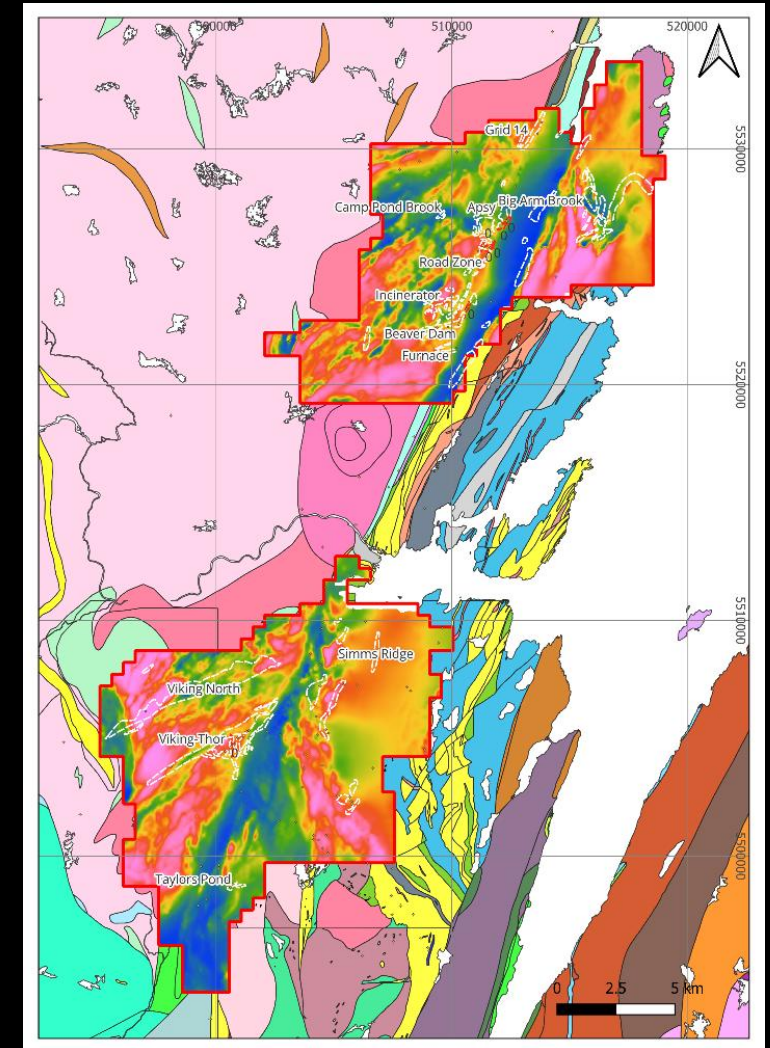 500000
510000
520000
Grid 14
5530000
Camp Pond Brook
Apsy
Big Arm Brook
Road Zone
Incinerator
Beaver Dam
Furnace
5520000
5510000
Simms Ridge
Viking North
Viking-Thor
5500000
Taylors Pond
0 2.5 5 km